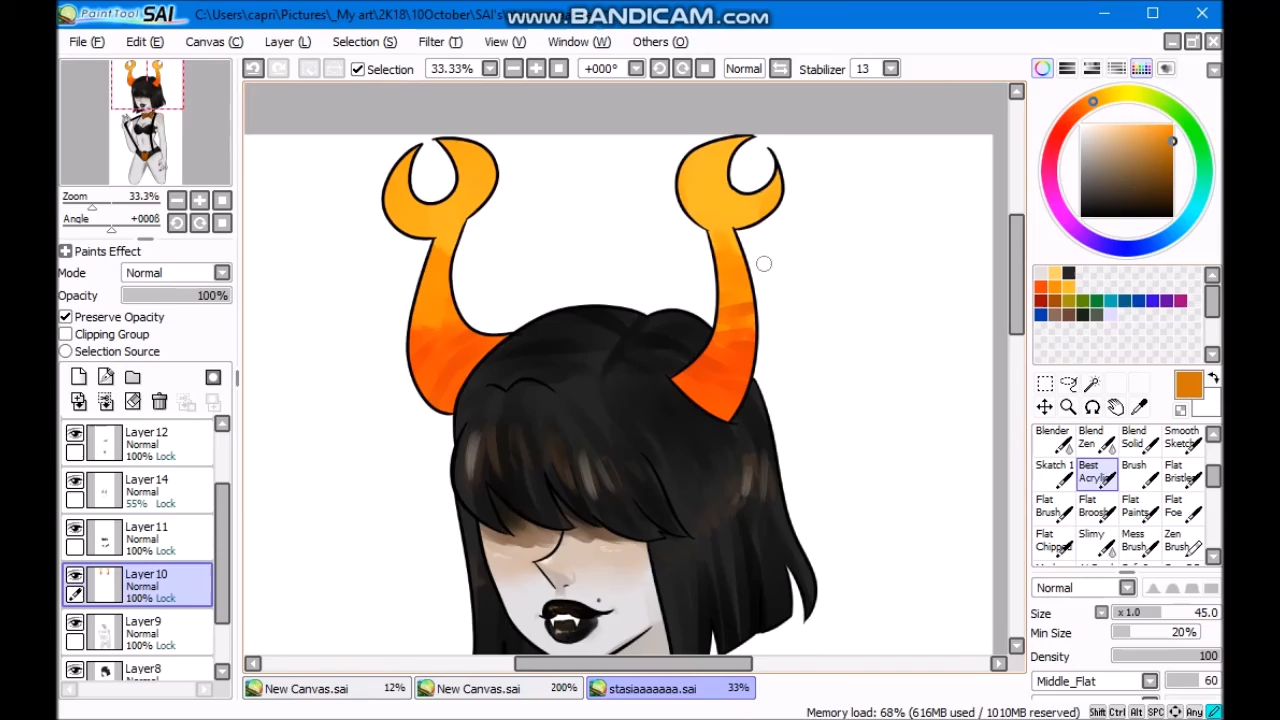 PaintTool SAI C:\Users\capri\Pictures\_My art\2K18\10October\SAI's
www.BANDICAM.com
File (F) Edit (E) Canvas (C) Layer (L) Selection (S) Filter (T) View (V) Window (W) Others (O)
Selection 33.33% +000° Normal Stabilizer 13
Zoom 33.3%
Angle +000°
Paints Effect
Mode Normal
Opacity 100%
Preserve Opacity
Clipping Group
Selection Source
Layer12
Normal
100% Lock
Layer14
Normal
55% Lock
Layer11
Normal
100% Lock
Layer10
Normal
100% Lock
Layer9
Normal
100% Lock
Layer8
Blender Blend Zen Blend Solid Smooth Sketch
Skatch 1 Best Acrylic Brush Flat Bristle
Flat Brush Flat Broosh Flat Paints Flat Foe
Flat Chipped Slimy Mess Brush Zen Brush
Normal
Size x 1.0 45.0
Min Size 20%
Density 100
Middle_Flat 60
New Canvas.sai 12% New Canvas.sai 200% stasiaaaaaaa.sai 33%
Memory load: 68% (616MB used / 1010MB reserved) Shift Ctrl Alt SPC Any